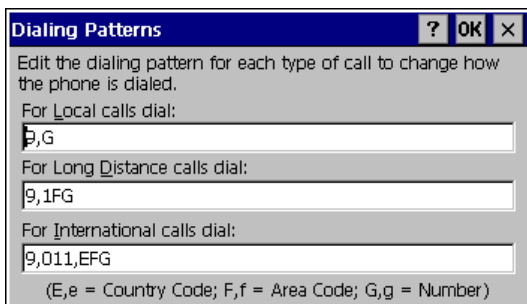 Dialing Patterns ? OK ×
Edit the dialing pattern for each type of call to change how
the phone is dialed.
For Local calls dial:
9,G
For Long Distance calls dial:
9,1FG
For International calls dial:
9,011,EFG
(E,e = Country Code; F,f = Area Code; G,g = Number)